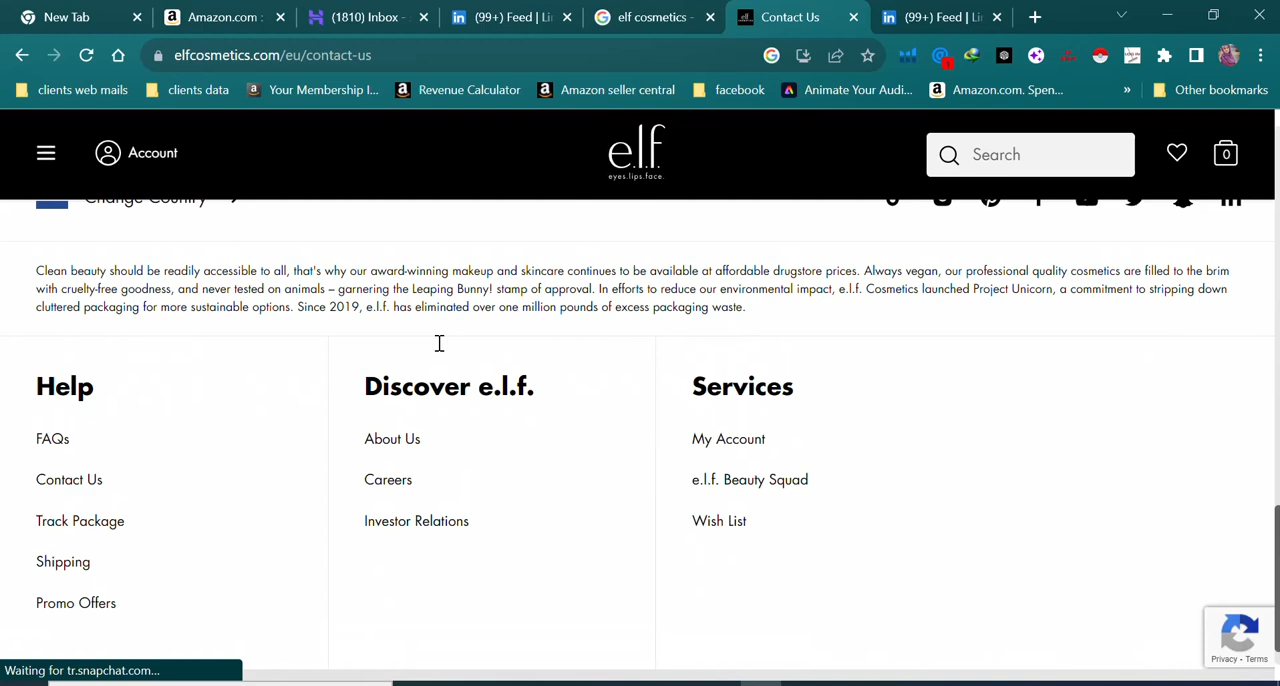 New Tab
Amazon.com :
(1810) Inbox -
(99+) Feed | Li
elf cosmetics -
Contact Us
(99+) Feed | Li
elfcosmetics.com/eu/contact-us
clients web mails
clients data
Your Membership I...
Revenue Calculator
Amazon seller central
facebook
Animate Your Audi...
Amazon.com. Spen...
»
Other bookmarks
Account
e.l.f.
eyes.lips.face.
Search
0
Change Country
Clean beauty should be readily accessible to all, that's why our award-winning makeup and skincare continues to be available at affordable drugstore prices. Always vegan, our professional quality cosmetics are filled to the brim
with cruelty-free goodness, and never tested on animals – garnering the Leaping Bunny! stamp of approval. In efforts to reduce our environmental impact, e.l.f. Cosmetics launched Project Unicorn, a commitment to stripping down
cluttered packaging for more sustainable options. Since 2019, e.l.f. has eliminated over one million pounds of excess packaging waste.
Help
FAQs
Contact Us
Track Package
Shipping
Promo Offers
Discover e.l.f.
About Us
Careers
Investor Relations
Services
My Account
e.l.f. Beauty Squad
Wish List
Privacy - Terms
Waiting for tr.snapchat.com...